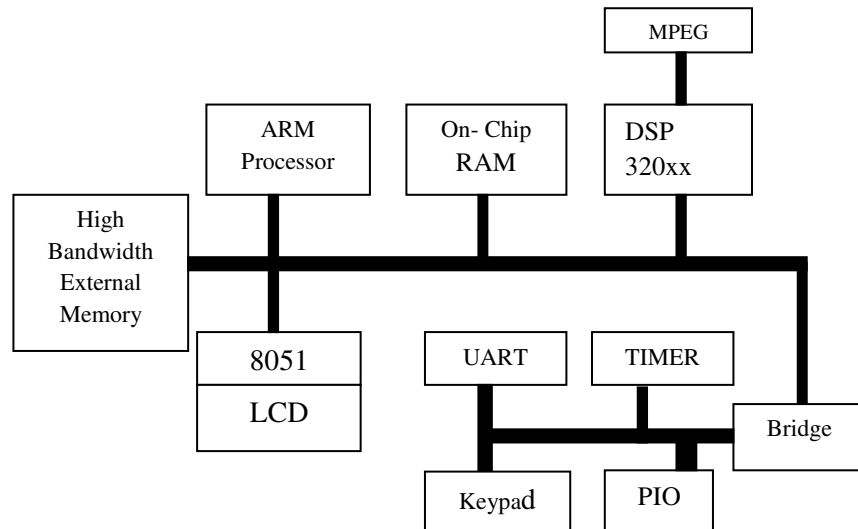 MPEG
ARM
Processor
On- Chip
RAM
DSP
320xx
High
Bandwidth
External
Memory
8051
LCD
UART
TIMER
Bridge
Keypad
PIO